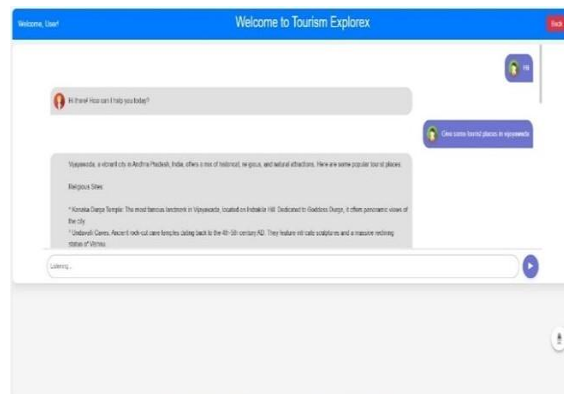 Welcome, User!
Welcome to Tourism Explorex
Back
Hi
Hi there! How can I help you today?
Give some tourist places in vijayawada
Vijayawada, a vibrant city in Andhra Pradesh, India, offers a mix of historical, religious, and natural attractions. Here are some popular tourist places:
Religious Sites:
* Kanaka Durga Temple: The most famous landmark in Vijayawada, located on Indrakila Hill. Dedicated to Goddess Durga, it offers panoramic views of
the city.
* Undavalli Caves: Ancient rock-cut cave temples dating back to the 4th-5th century AD. They feature intricate sculptures and a massive reclining
statue of Vishnu.
Listening...